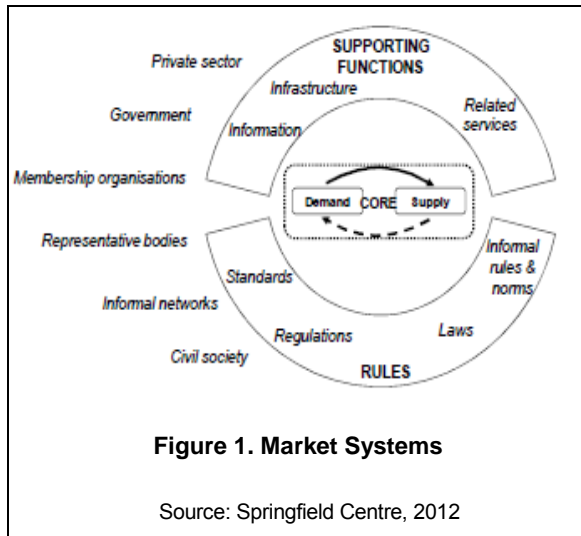 SUPPORTING
FUNCTIONS
Private sector
Infrastructure
Related
services
Government
Information
Membership organisations
Demand
CORE
Supply
Representative bodies
Informal
rules &
norms
Standards
Informal networks
Regulations
Laws
Civil society
RULES
Figure 1. Market Systems
Source: Springfield Centre, 2012